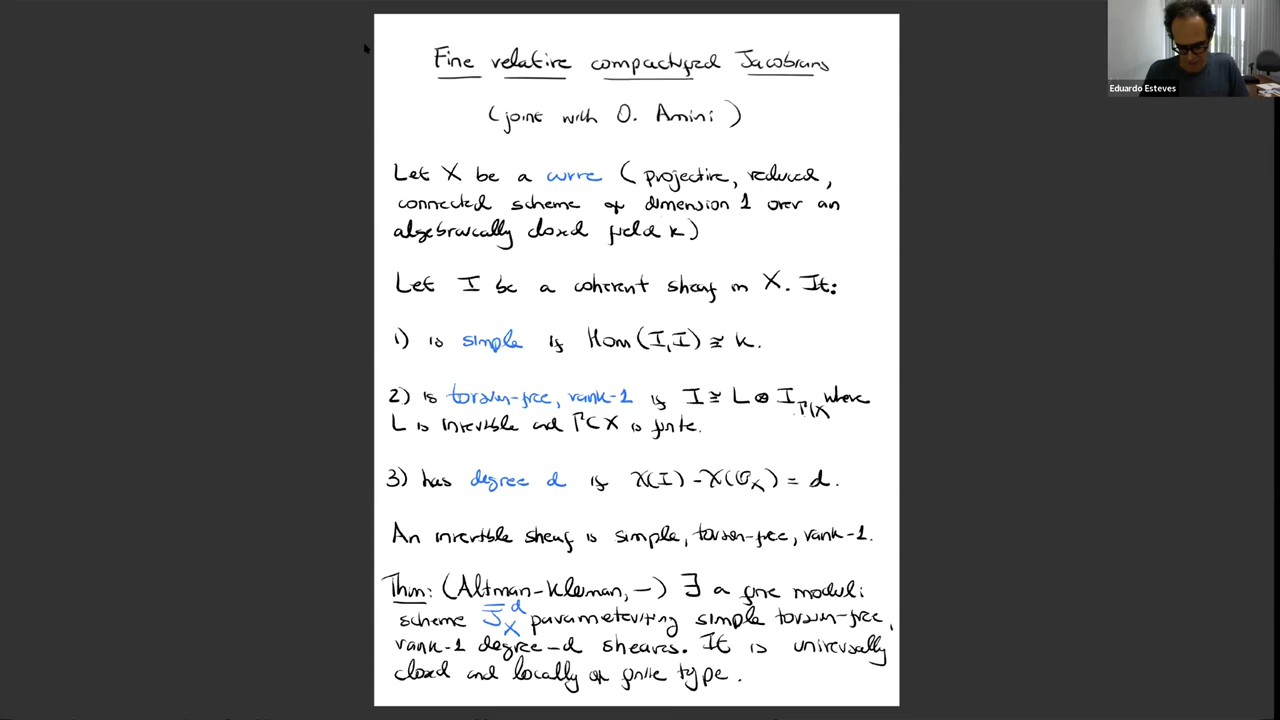 Fine relative compactified Jacobians
(joint with O. Amini)
Let X be a curve (projective, reduced,
connected scheme of dimension 1 over an
algebraically closed field k)
Let I be a coherent sheaf on X. It:
1) is simple if Hom(I,I) ≅ k.
2) is torsion-free, rank-1 if I ≅ L ⊗ I_{Γ|X} where
L is invertible and Γ⊂X is finite.
3) has degree d if χ(I) - χ(O_X) = d.
An invertible sheaf is simple, torsion-free, rank-1.
Thm: (Altman-Kleiman, —) ∃ a fine moduli
scheme J̄_X^d parameterizing simple torsion-free,
rank-1 degree-d sheaves. It is universally
closed and locally of finite type.
Eduardo Esteves